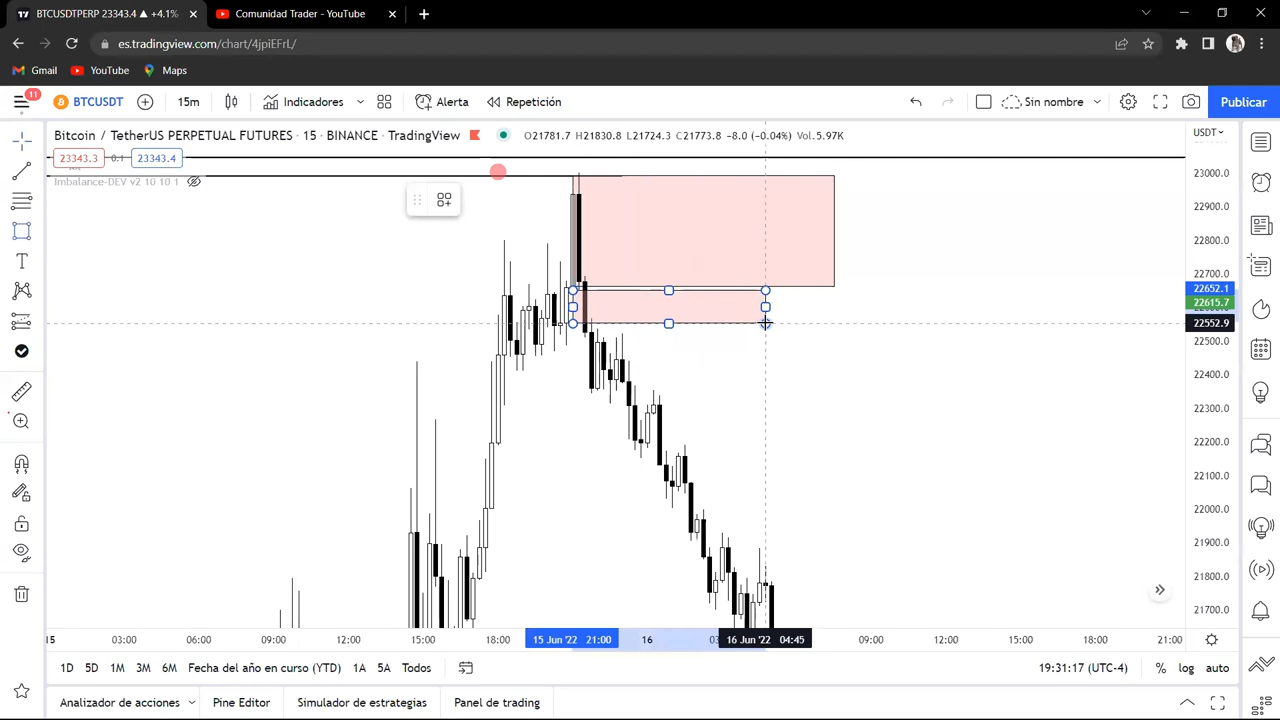 BTCUSDTPERP 23343.4 ▲ +4.1%
Comunidad Trader - YouTube
es.tradingview.com/chart/4jpiEFrL/
Gmail
YouTube
Maps
11
BTCUSDT
15m
Indicadores
Alerta
Repetición
Sin nombre
Publicar
Bitcoin / TetherUS PERPETUAL FUTURES · 15 · BINANCE · TradingView
O21781.7 H21830.8 L21724.3 C21773.8 -8.0 (-0.04%) Vol.5.97K
USDT
23343.3
0.1
23343.4
Imbalance-DEV v2 10 10 1
23000.0
22900.0
22800.0
22700.0
22652.1
22615.7
22552.9
22500.0
22400.0
22300.0
22200.0
22100.0
22000.0
21900.0
21800.0
21700.0
15
03:00
06:00
09:00
12:00
15:00
18:00
15 Jun '22 21:00
16
16 Jun '22 04:45
09:00
12:00
15:00
18:00
21:00
1D
5D
1M
3M
6M
Fecha del año en curso (YTD)
1A
5A
Todos
19:31:17 (UTC-4)
%
log
auto
Analizador de acciones
Pine Editor
Simulador de estrategias
Panel de trading